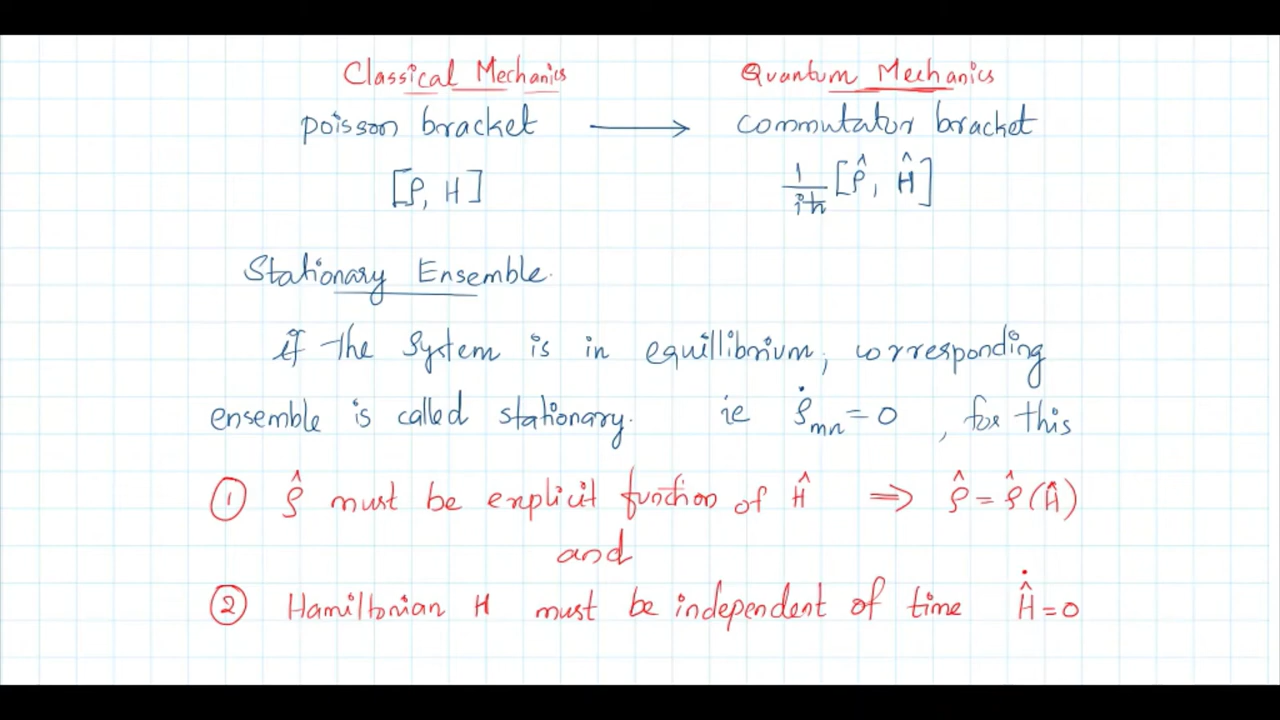 Classical Mechanics Quantum Mechanics
poisson bracket ⟶ commutator bracket
[ρ, H] 1/iħ [ρ̂, Ĥ]
Stationary Ensemble.
if the system is in equillibrium, corresponding
ensemble is called stationary. ie ρ̇mn = 0, for this
① ρ̂ must be explicit function of Ĥ ⇒ ρ̂ = ρ̂(Ĥ)
and
② Hamiltonian H must be independent of time Ĥ̇ = 0